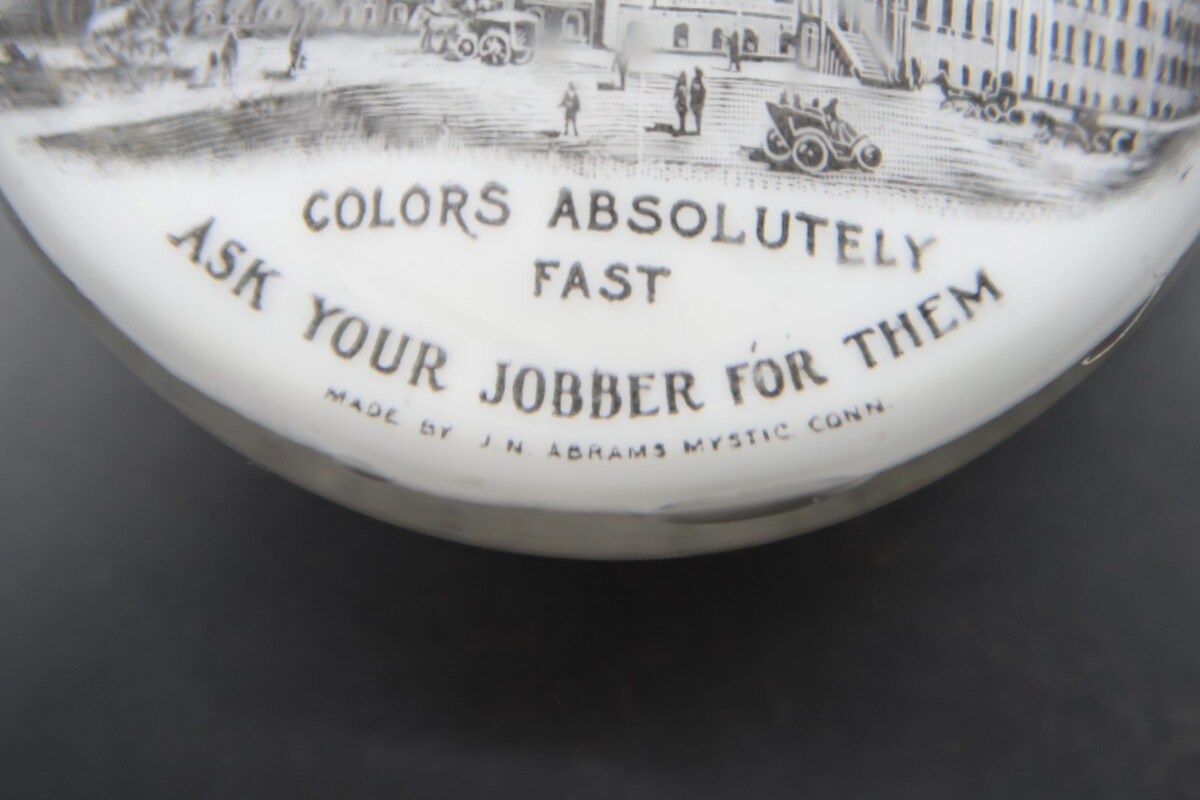 COLORS ABSOLUTELY
FAST
ASK YOUR JOBBER FOR THEM
MADE BY J.N. ABRAMS MYSTIC. CONN.